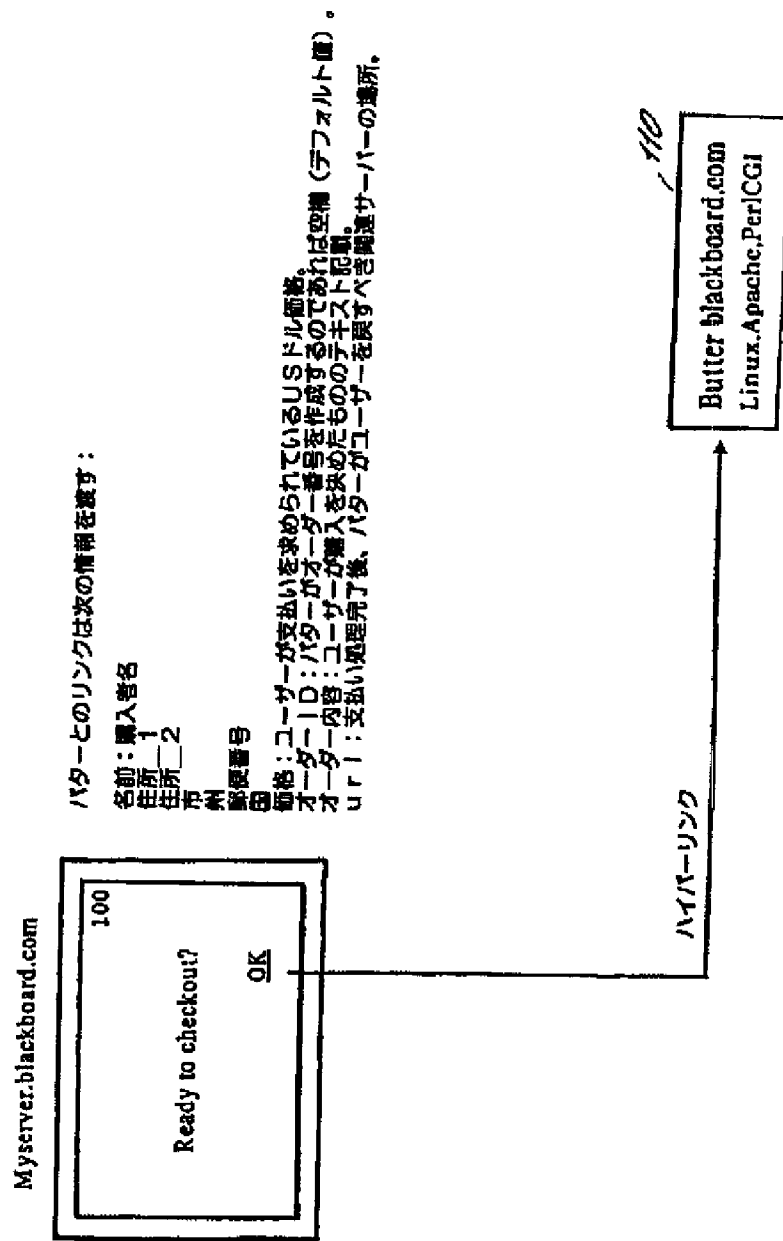 Myserver.blackboard.com
100
Ready to checkout?
OK
バターとのリンクは次の情報を渡す：
名前：購入者名
住所_1
住所_2
市
州
郵便番号
国
価格：ユーザーが支払いを求められているUSドル価格。
オーダーID：バターがオーダー番号を作成するのであれば空欄（デフォルト値）。
オーダー内容：ユーザーが購入を決めたもののテキスト記載。
url：支払い処理完了後、バターがユーザーを戻すべき関連サーバーの場所。
ハイパーリンク
110
Butter blackboard.com
Linux.Apache,PerlCGI